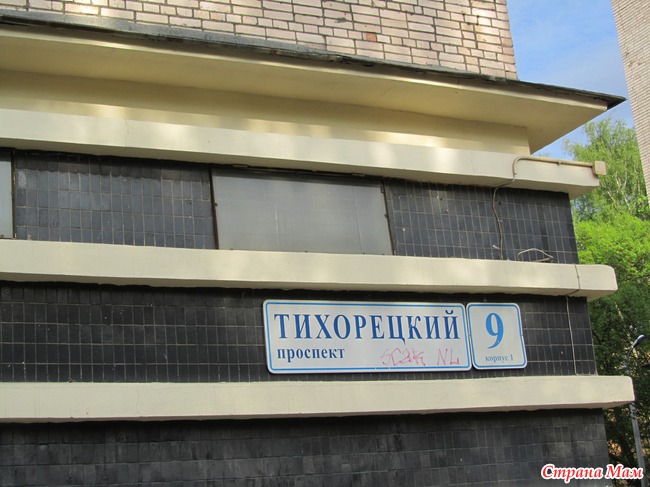 ТИХОРЕЦКИЙ
проспект
9
корпус 1
Страна Мам